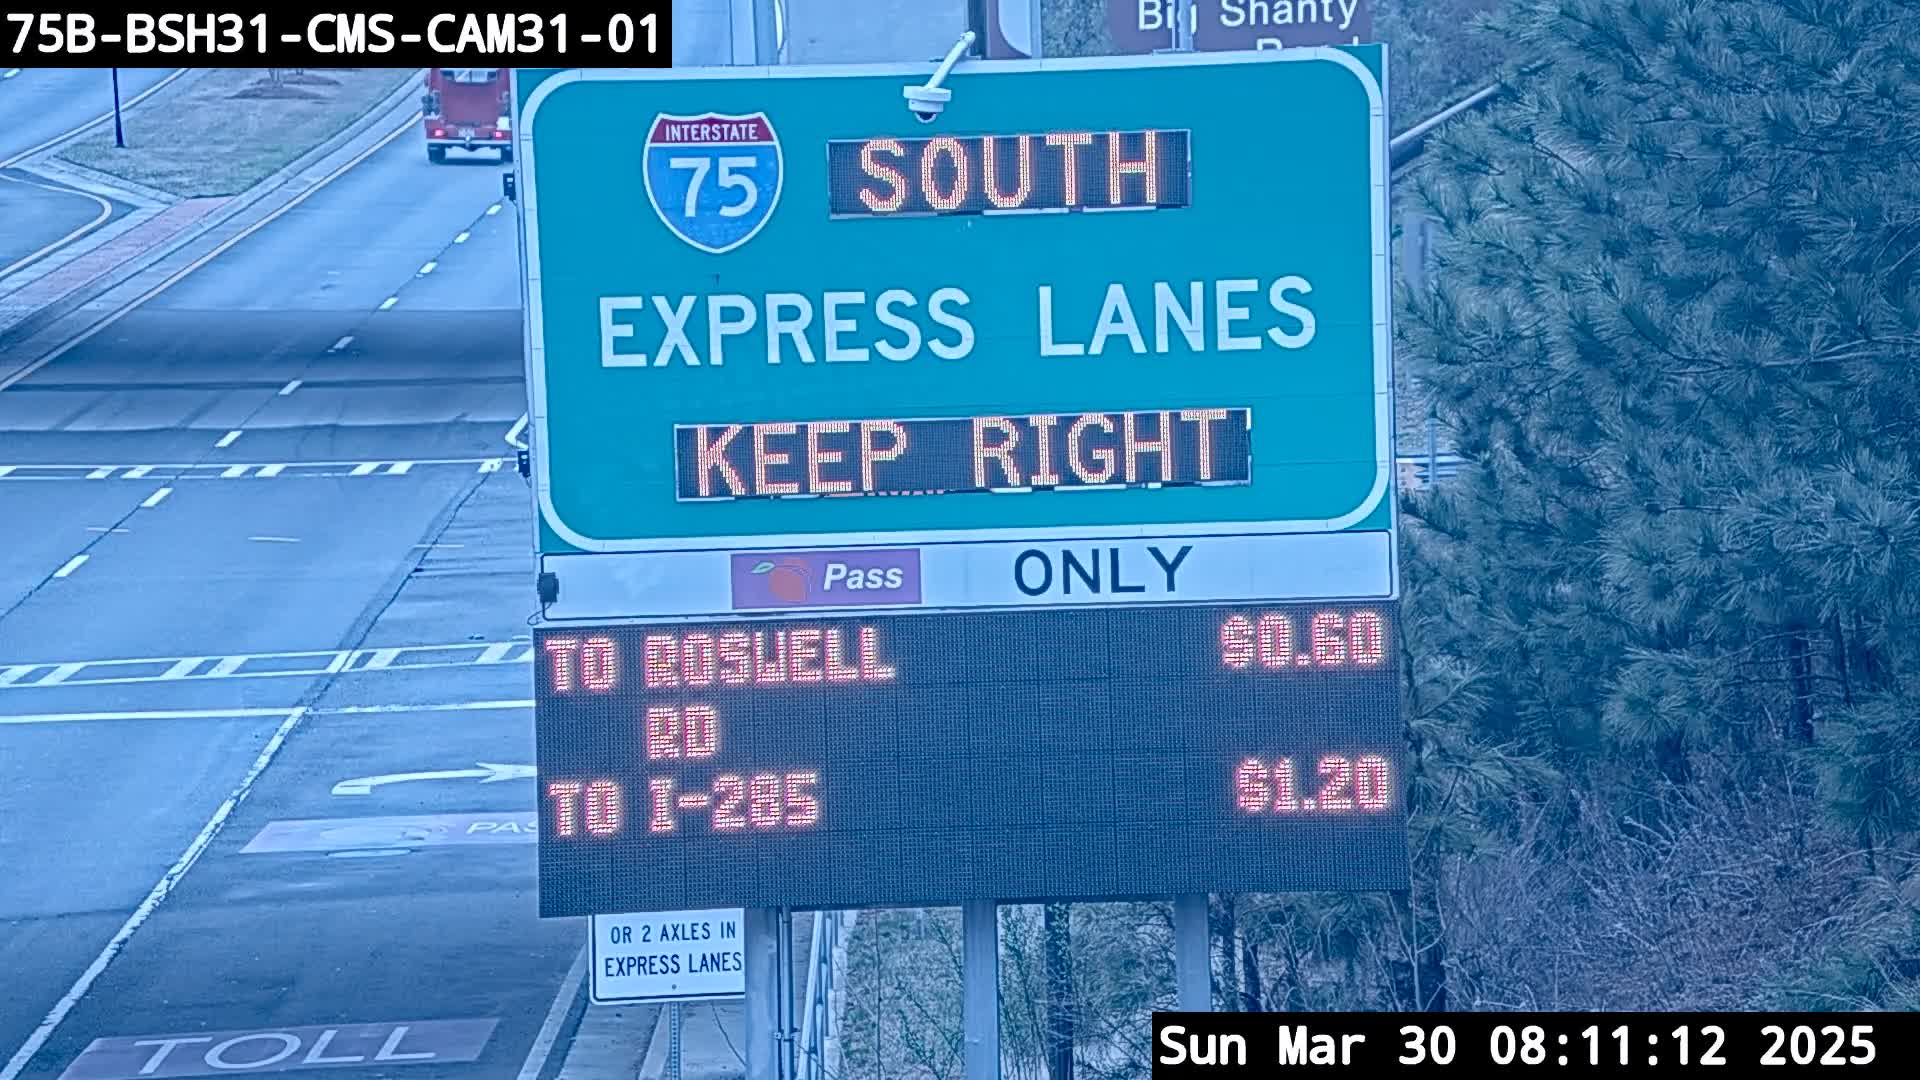 75B-BSH31-CMS-CAM31-01
Big Shanty
Road
INTERSTATE
75
SOUTH
EXPRESS LANES
KEEP RIGHT
Pass ONLY
TO ROSWELL $0.60
RD
TO I-285 $1.20
OR 2 AXLES IN
EXPRESS LANES
TOLL
Sun Mar 30 08:11:12 2025